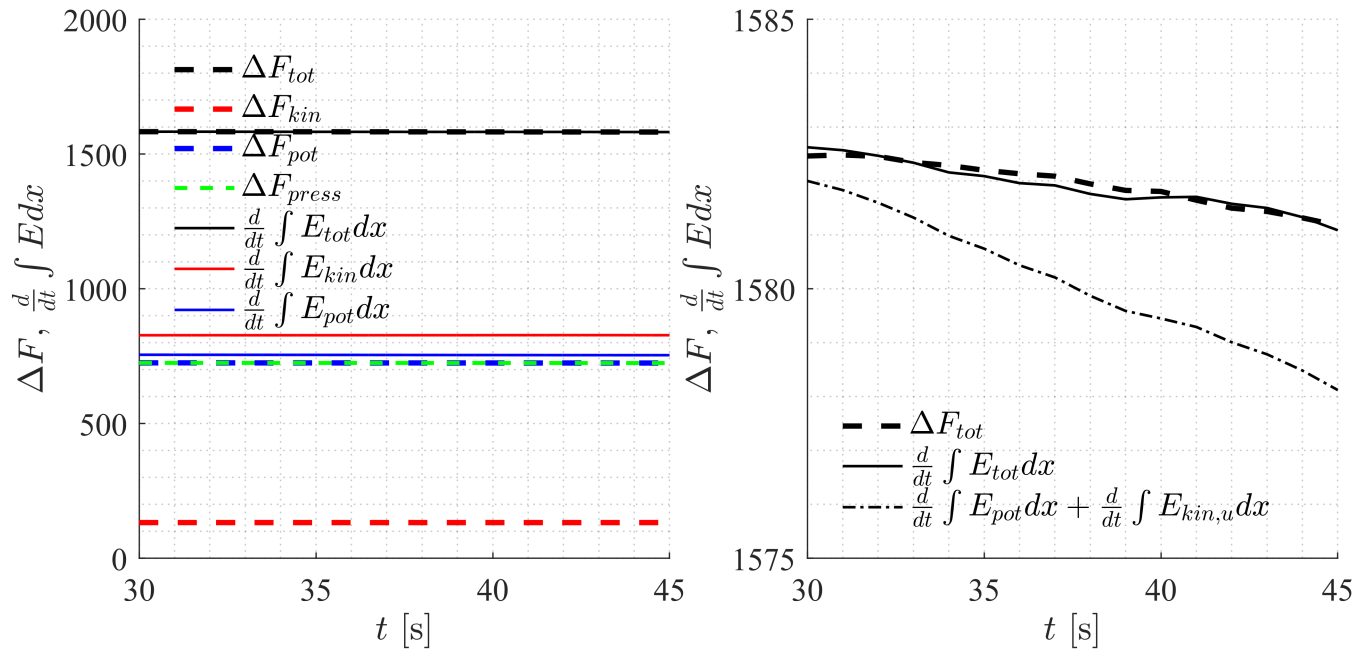 2000
1500
1000
500
0
30
35
40
45
t [s]
ΔF, d/dt ∫ Edx
ΔF_tot
ΔF_kin
ΔF_pot
ΔF_press
d/dt ∫ E_tot dx
d/dt ∫ E_kin dx
d/dt ∫ E_pot dx
1585
1580
1575
30
35
40
45
t [s]
ΔF, d/dt ∫ Edx
ΔF_tot
d/dt ∫ E_tot dx
d/dt ∫ E_pot dx + d/dt ∫ E_kin,u dx